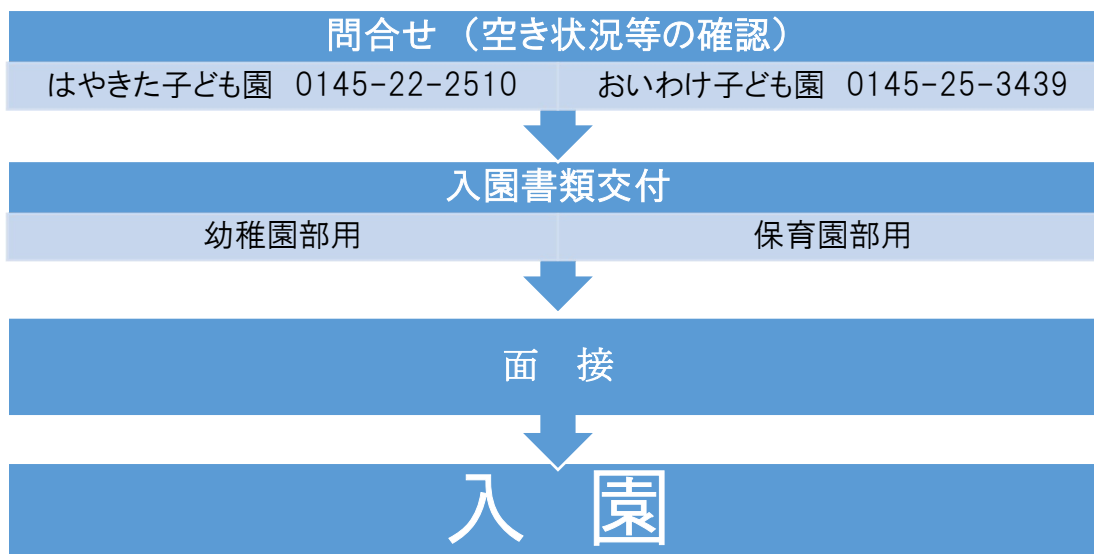 問合せ （空き状況等の確認）
はやきた子ども園 0145-22-2510
おいわけ子ども園 0145-25-3439
入園書類交付
幼稚園部用
保育園部用
面 接
入 園